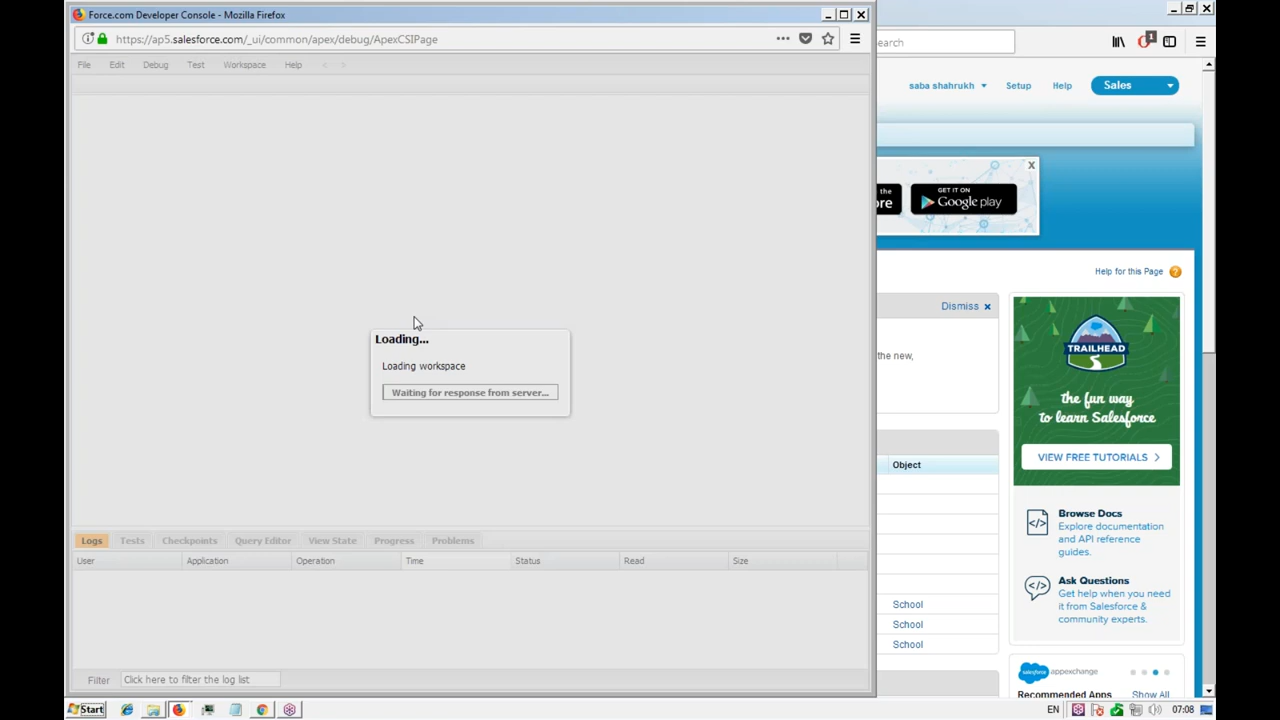 Force.com Developer Console - Mozilla Firefox
https://ap5.salesforce.com/_ui/common/apex/debug/ApexCSIPage
File Edit Debug Test Workspace Help < >
Loading...
Loading workspace
Waiting for response from server...
Logs Tests Checkpoints Query Editor View State Progress Problems
User Application Operation Time Status Read Size
Filter Click here to filter the log list
earch
1
saba shahrukh Setup Help Sales
X
the
re
GET IT ON
Google play
Help for this Page ?
Dismiss x
the new,
Object
School
School
School
TRAILHEAD
the fun way
to learn Salesforce
VIEW FREE TUTORIALS >
</> Browse Docs
Explore documentation
and API reference
guides.
</> Ask Questions
Get help when you need
it from Salesforce &
community experts.
salesforce appexchange
Recommended Apps Show All
Start EN 07:08